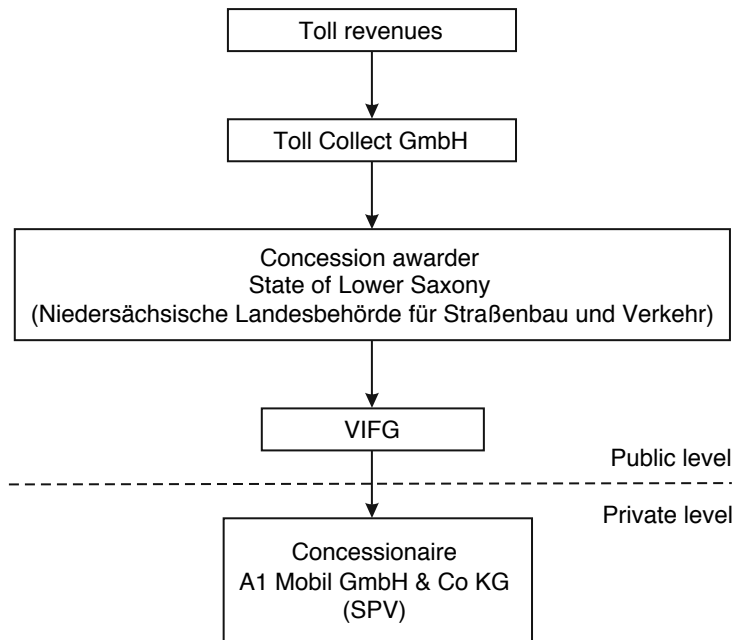 Toll revenues
Toll Collect GmbH
Concession awarder
State of Lower Saxony
(Niedersächsische Landesbehörde für Straßenbau und Verkehr)
VIFG
Public level
Private level
Concessionaire
A1 Mobil GmbH & Co KG
(SPV)